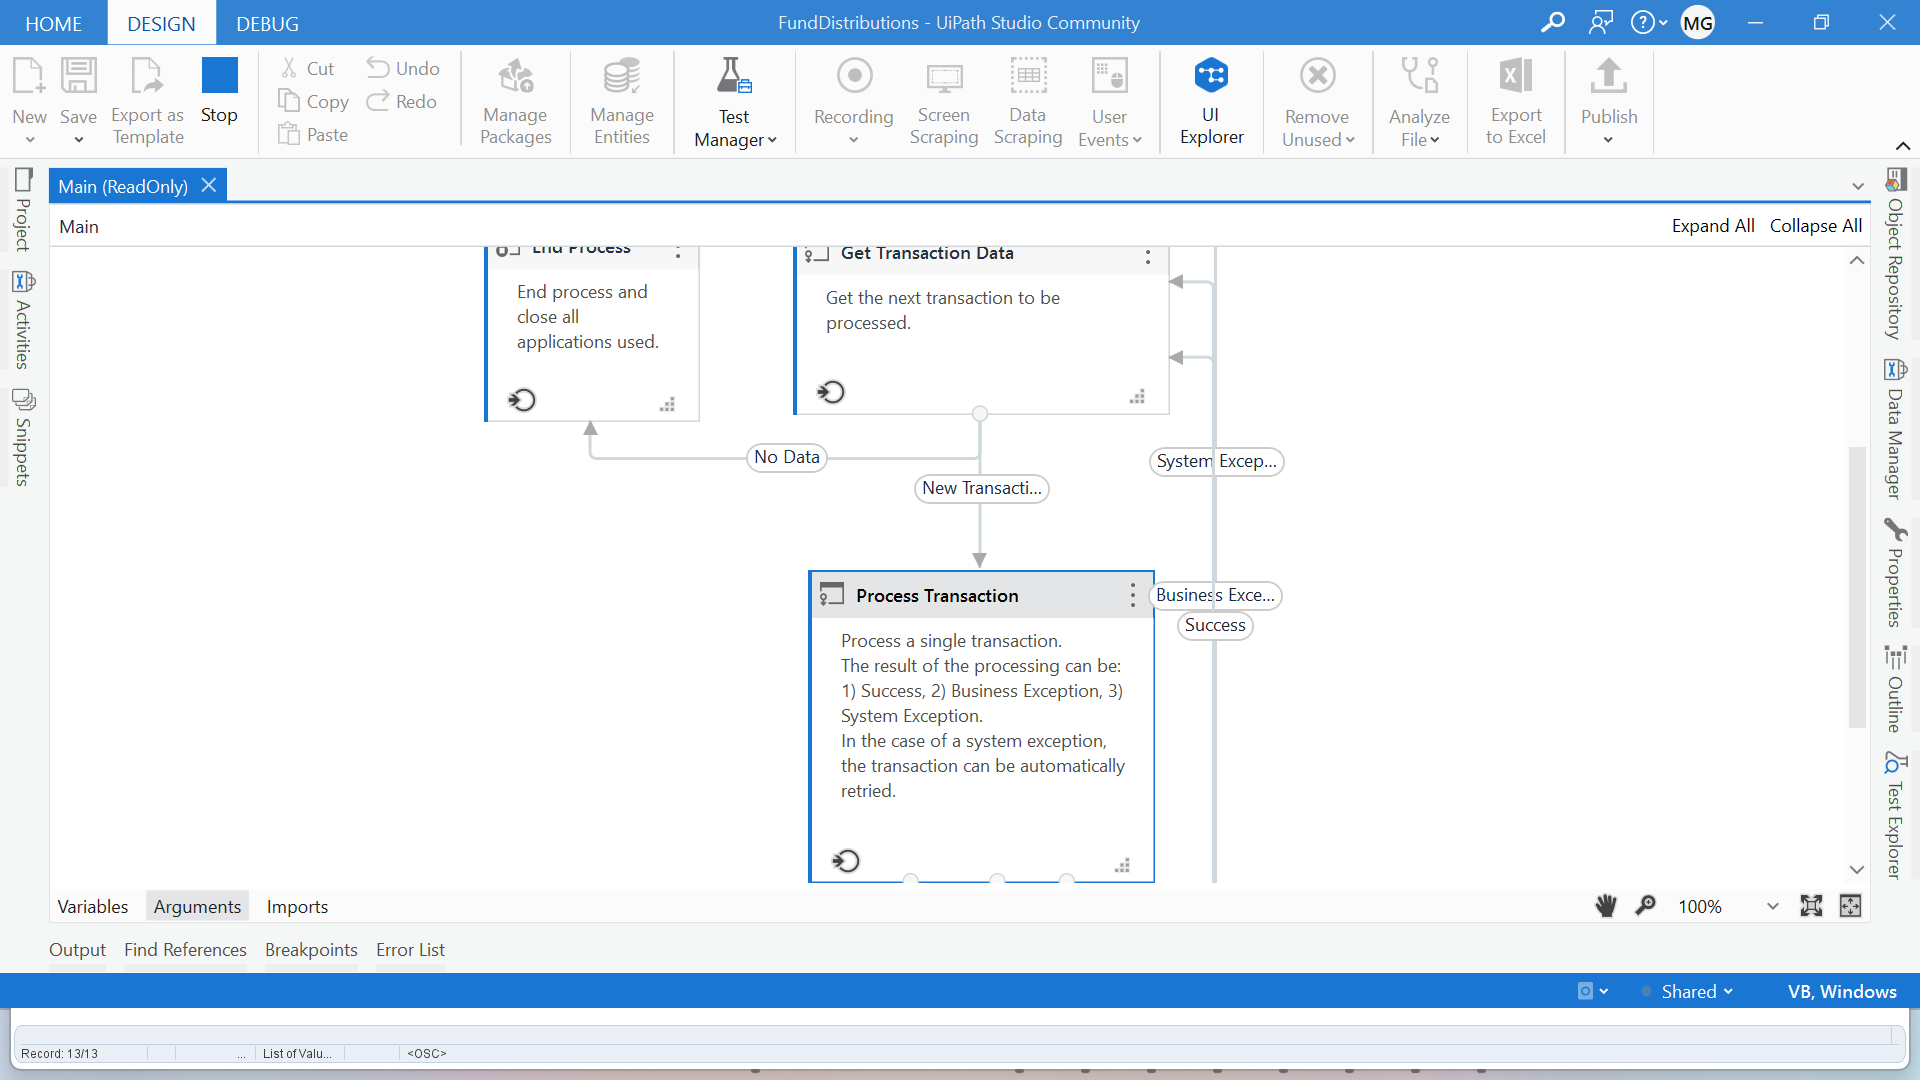 HOME DESIGN DEBUG
FundDistributions - UiPath Studio Community
MG
New
Save
Export as
Template
Stop
Cut
Copy
Paste
Undo
Redo
Manage
Packages
Manage
Entities
Test
Manager
Recording
Screen
Scraping
Data
Scraping
User
Events
UI
Explorer
Remove
Unused
Analyze
File
Export
to Excel
Publish
Main (ReadOnly)
Main
Expand All Collapse All
Project
Activities
Snippets
End Process
End process and
close all
applications used.
Get Transaction Data
Get the next transaction to be
processed.
No Data
New Transacti...
System Excep...
Business Exce...
Success
Process Transaction
Process a single transaction.
The result of the processing can be:
1) Success, 2) Business Exception, 3)
System Exception.
In the case of a system exception,
the transaction can be automatically
retried.
Object Repository
Data Manager
Properties
Outline
Test Explorer
Variables Arguments Imports
100%
Output Find References Breakpoints Error List
Shared
VB, Windows
Record: 13/13 ... List of Valu... <OSC>